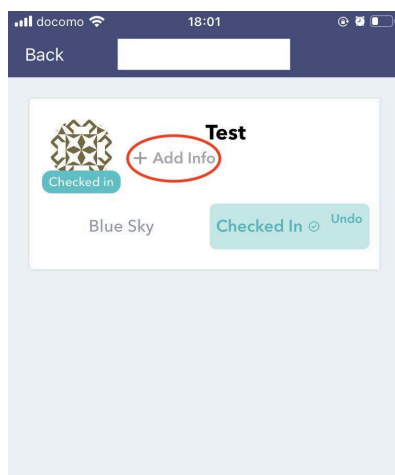 docomo 18:01
Back
Test
+ Add Info
Checked in
Blue Sky
Checked In
Undo